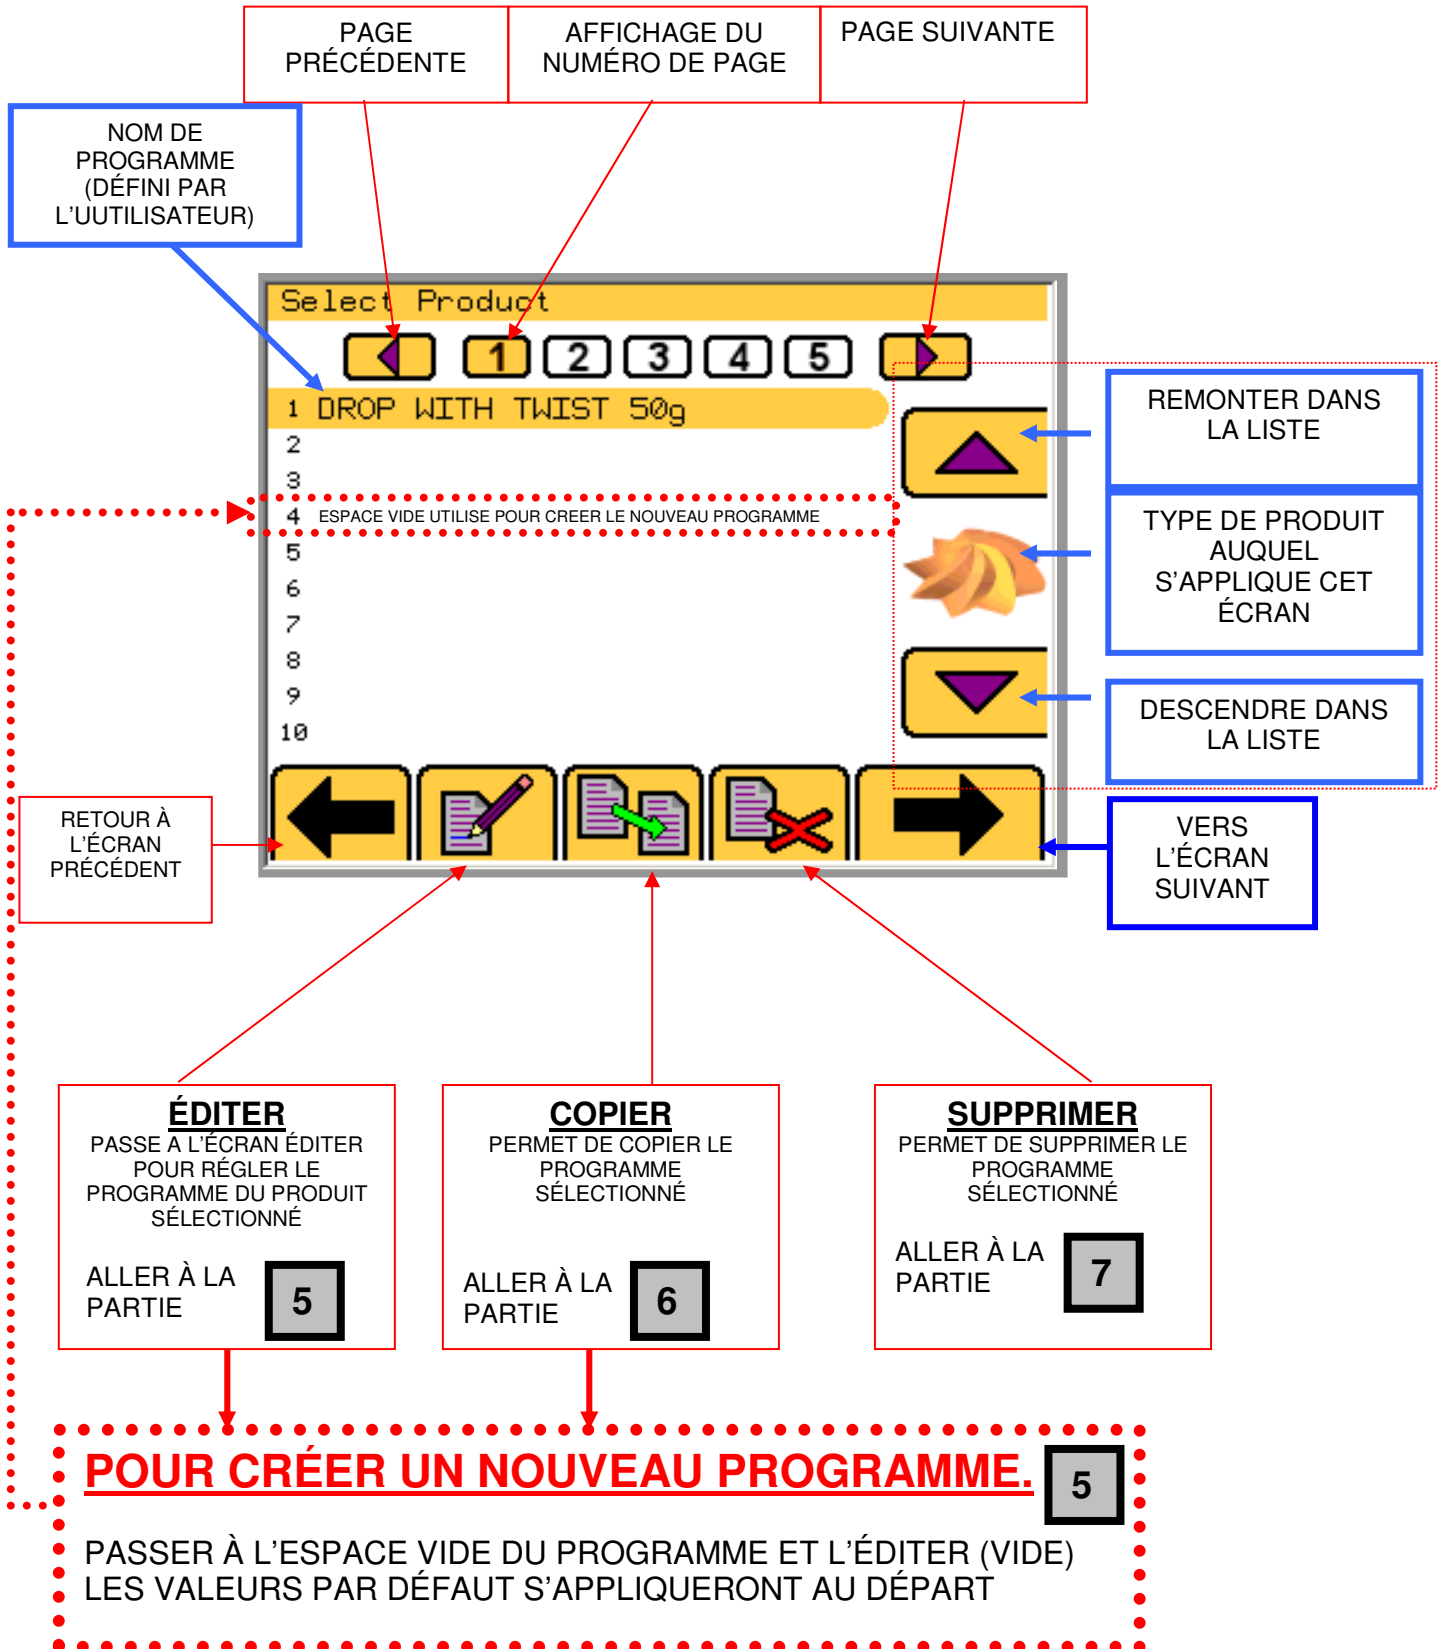 PAGE
PRÉCÉDENTE
AFFICHAGE DU
NUMÉRO DE PAGE
PAGE SUIVANTE
NOM DE
PROGRAMME
(DÉFINI PAR
L’UUTILISATEUR)
Select Product
1 2 3 4 5
1 DROP WITH TWIST 50g
2
3
4 ESPACE VIDE UTILISE POUR CREER LE NOUVEAU PROGRAMME
5
6
7
8
9
10
REMONTER DANS
LA LISTE
TYPE DE PRODUIT
AUQUEL
S’APPLIQUE CET
ÉCRAN
DESCENDRE DANS
LA LISTE
RETOUR À
L’ÉCRAN
PRÉCÉDENT
VERS
L’ÉCRAN
SUIVANT
ÉDITER
PASSE A L’ÉCRAN ÉDITER
POUR RÉGLER LE
PROGRAMME DU PRODUIT
SÉLECTIONNÉ
ALLER À LA
PARTIE
5
COPIER
PERMET DE COPIER LE
PROGRAMME
SÉLECTIONNÉ
ALLER À LA
PARTIE
6
SUPPRIMER
PERMET DE SUPPRIMER LE
PROGRAMME
SÉLECTIONNÉ
ALLER À LA
PARTIE
7
POUR CRÉER UN NOUVEAU PROGRAMME.
5
PASSER À L’ESPACE VIDE DU PROGRAMME ET L’ÉDITER (VIDE)
LES VALEURS PAR DÉFAUT S’APPLIQUERONT AU DÉPART